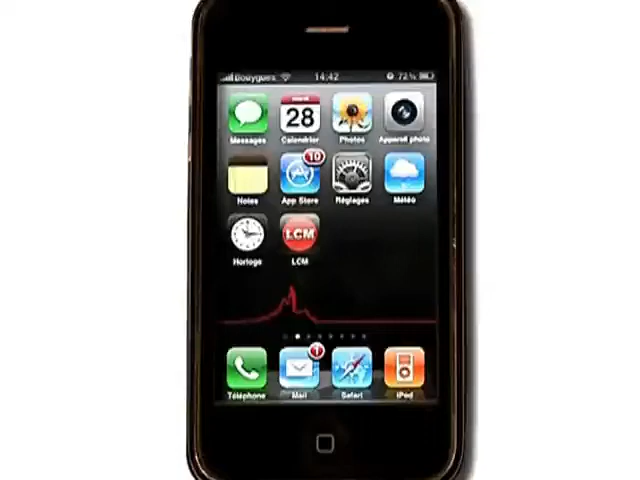 Bouygues 14:42 72%
28
Messages Calendrier Photos Appareil photo
10
Notes App Store Réglages Météo
LCM
Horloge LCM
1
Téléphone Mail Safari iPod